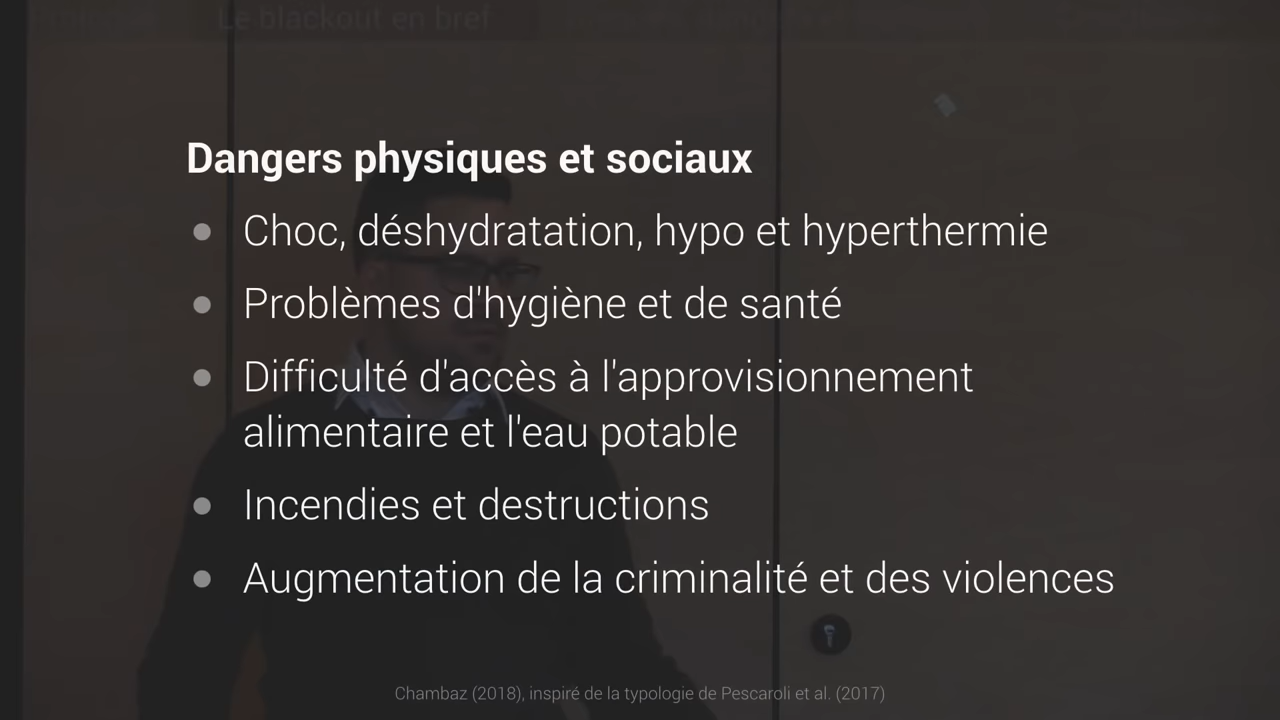 Le blackout en bref
Dangers physiques et sociaux
Choc, déshydratation, hypo et hyperthermie
Problèmes d'hygiène et de santé
Difficulté d'accès à l'approvisionnement
alimentaire et l'eau potable
Incendies et destructions
Augmentation de la criminalité et des violences
Chambaz (2018), inspiré de la typologie de Pescaroli et al. (2017)